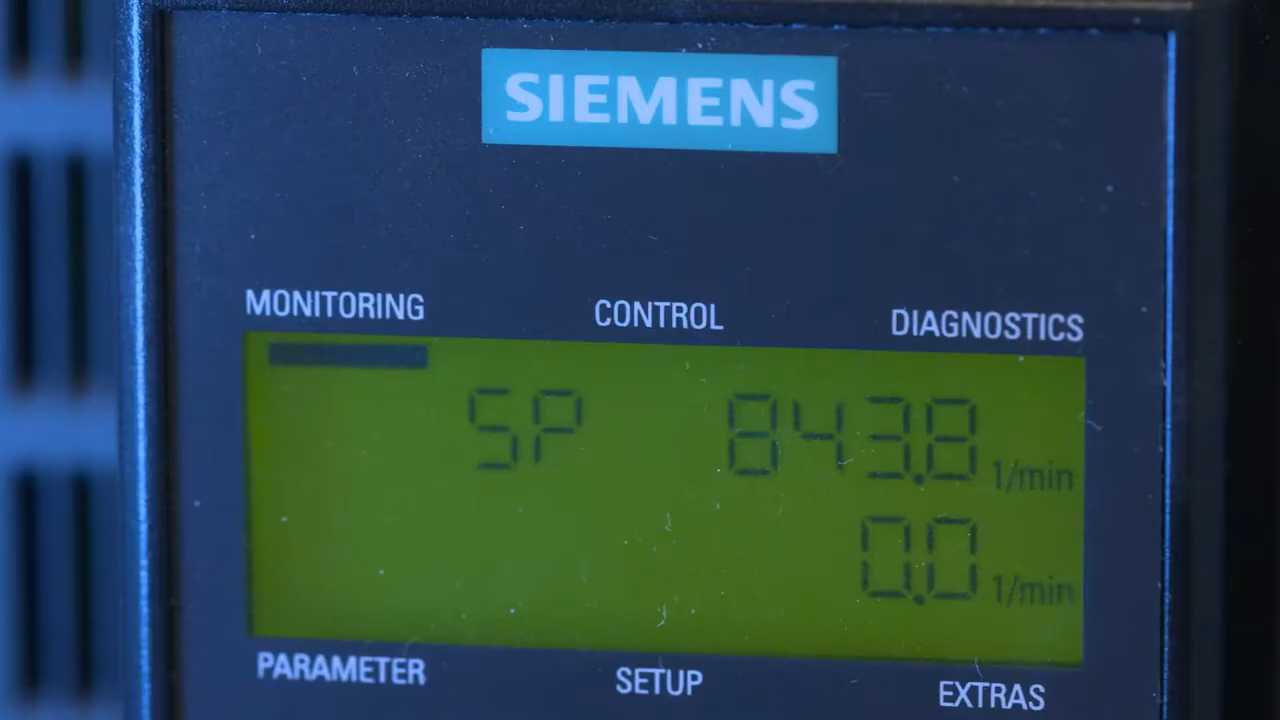 SIEMENS
MONITORING CONTROL DIAGNOSTICS
SP 843.8 1/min
0.0 1/min
PARAMETER SETUP EXTRAS